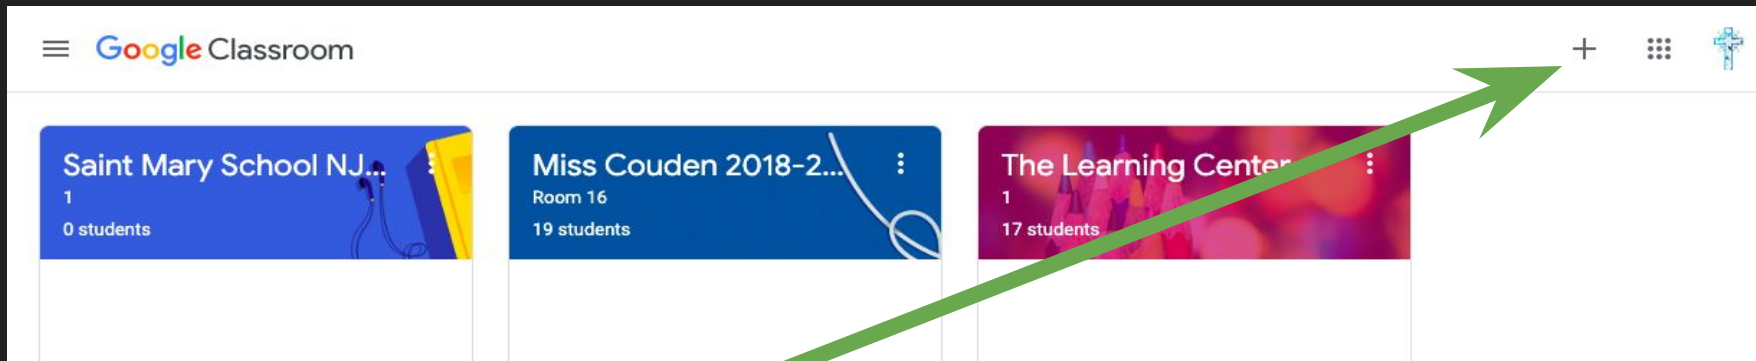 Google Classroom
Saint Mary School NJ...
1
0 students
Miss Couden 2018-2...
Room 16
19 students
The Learning Center
1
17 students